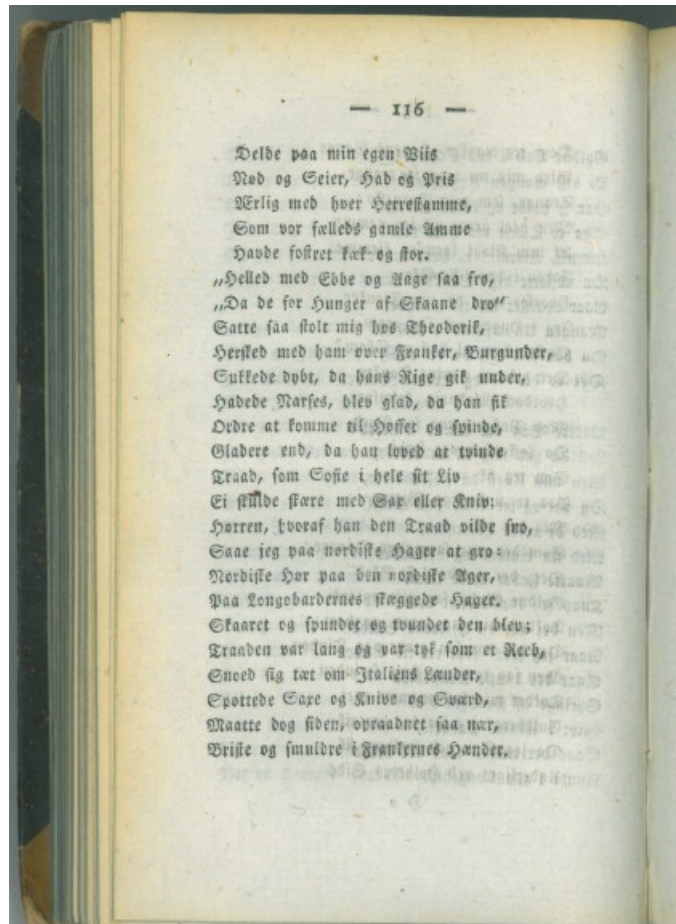 — 116 —
Delde paa min egen Viis
Nød og Seier, Had og Pris
Ærlig med hver Herrestamme,
Som vor fælleds gamle Amme
Havde fostret kæk og stor.
„Helled med Ebbe og Aage saa fro,
„Da de for Hunger af Skaane dro“
Satte saa stolt mig hos Theodorik,
Hersked med ham over Franker, Burgunder,
Sukkede dybt, da hans Rige gik under,
Hadede Narses, blev glad, da han fik
Ordre at komme til Hoffet og spinde,
Gladere end, da han loved at tvinde
Traad, som Sofie i hele sit Liv
Ei skulde skære med Sax eller Kniv:
Hørren, hvoraf han den Traad vilde sno,
Saae jeg paa nordiske Hager at gro:
Nordiske Hør paa den nordiske Ager,
Paa Longobardernes skæggede Hager.
Skaaret og spundet og tvundet den blev;
Traaden var lang og var tyk som et Reeb,
Snoed sig tæt om Italiens Lænder,
Spottede Saxe og Knive og Sværd,
Maatte dog siden, opraadnet saa nær,
Briste og smuldre i Frankernes Hænder.